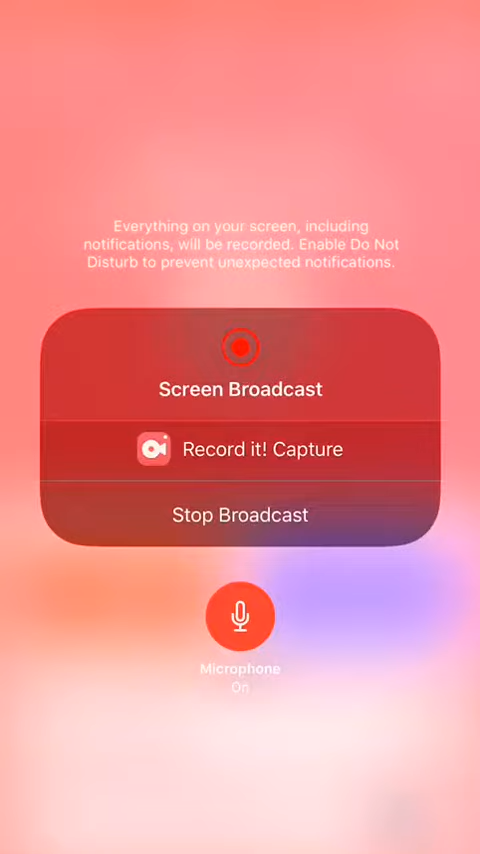 Everything on your screen, including
notifications, will be recorded. Enable Do Not
Disturb to prevent unexpected notifications.
Screen Broadcast
Record it! Capture
Stop Broadcast
Microphone
On